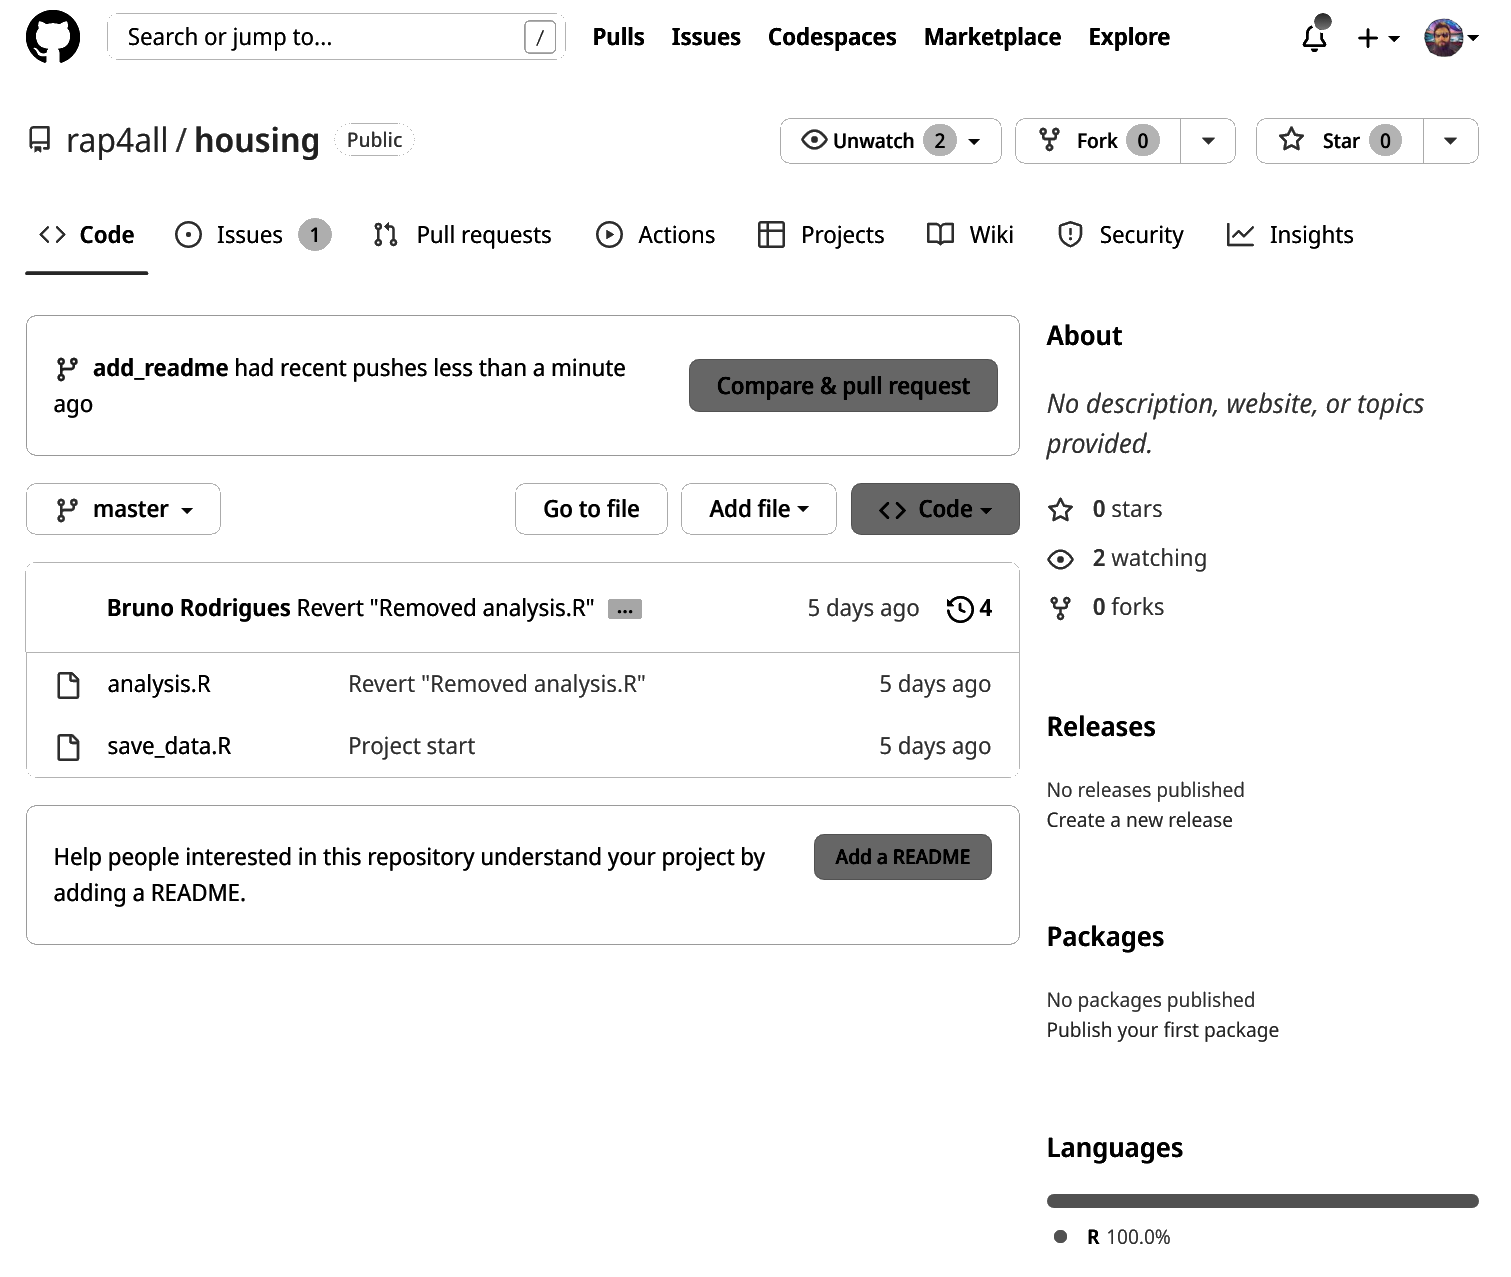 Search or jump to... / Pulls Issues Codespaces Marketplace Explore
rap4all / housing Public Unwatch 2 Fork 0 Star 0
Code Issues 1 Pull requests Actions Projects Wiki Security Insights
add_readme had recent pushes less than a minute
ago
Compare & pull request
master Go to file Add file Code
Bruno Rodrigues Revert "Removed analysis.R" ... 5 days ago 4
analysis.R Revert "Removed analysis.R" 5 days ago
save_data.R Project start 5 days ago
Help people interested in this repository understand your project by
adding a README.
Add a README
About
No description, website, or topics
provided.
0 stars
2 watching
0 forks
Releases
No releases published
Create a new release
Packages
No packages published
Publish your first package
Languages
R 100.0%